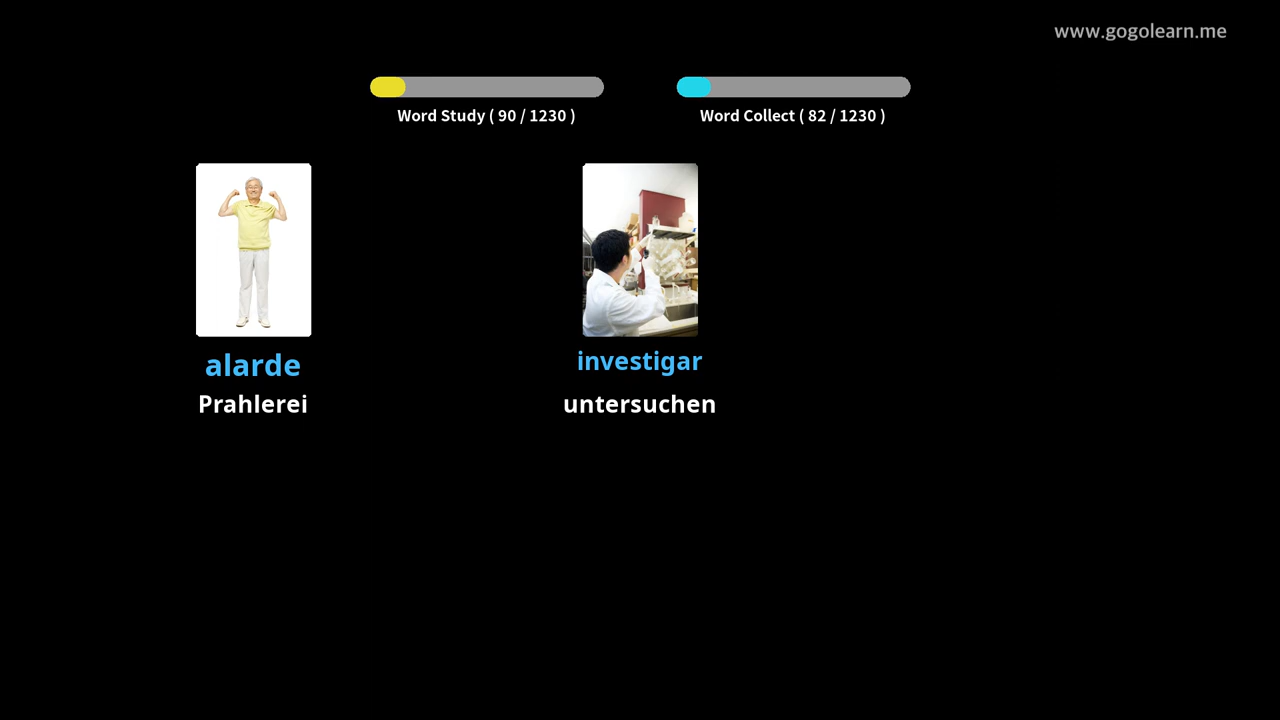 www.gogolearn.me
Word Study ( 90 / 1230 )
Word Collect ( 82 / 1230 )
alarde
Prahlerei
investigar
untersuchen